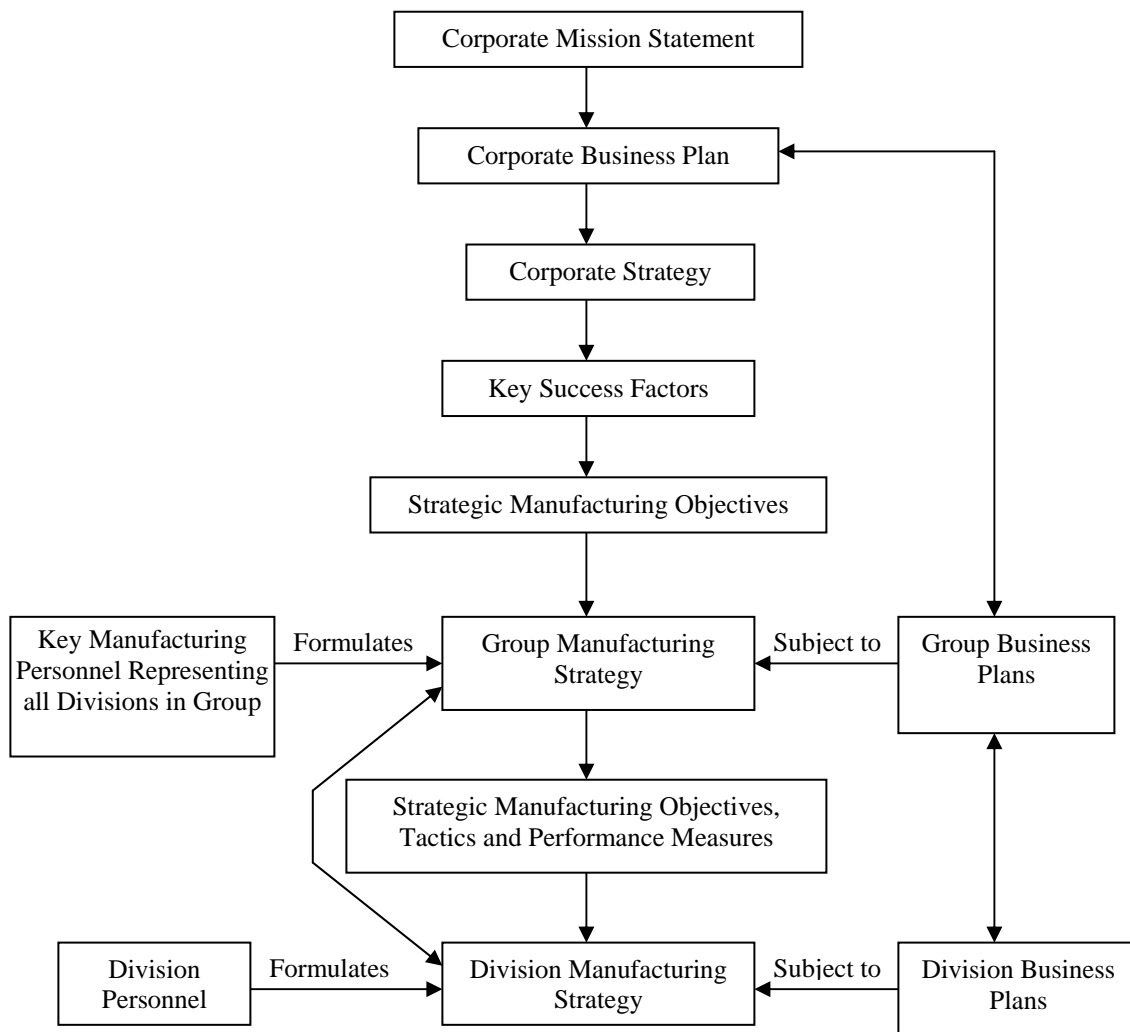 Corporate Mission Statement
Corporate Business Plan
Corporate Strategy
Key Success Factors
Strategic Manufacturing Objectives
Key Manufacturing
Personnel Representing
all Divisions in Group
Formulates
Group Manufacturing
Strategy
Subject to
Group Business
Plans
Strategic Manufacturing Objectives,
Tactics and Performance Measures
Division
Personnel
Formulates
Division Manufacturing
Strategy
Subject to
Division Business
Plans